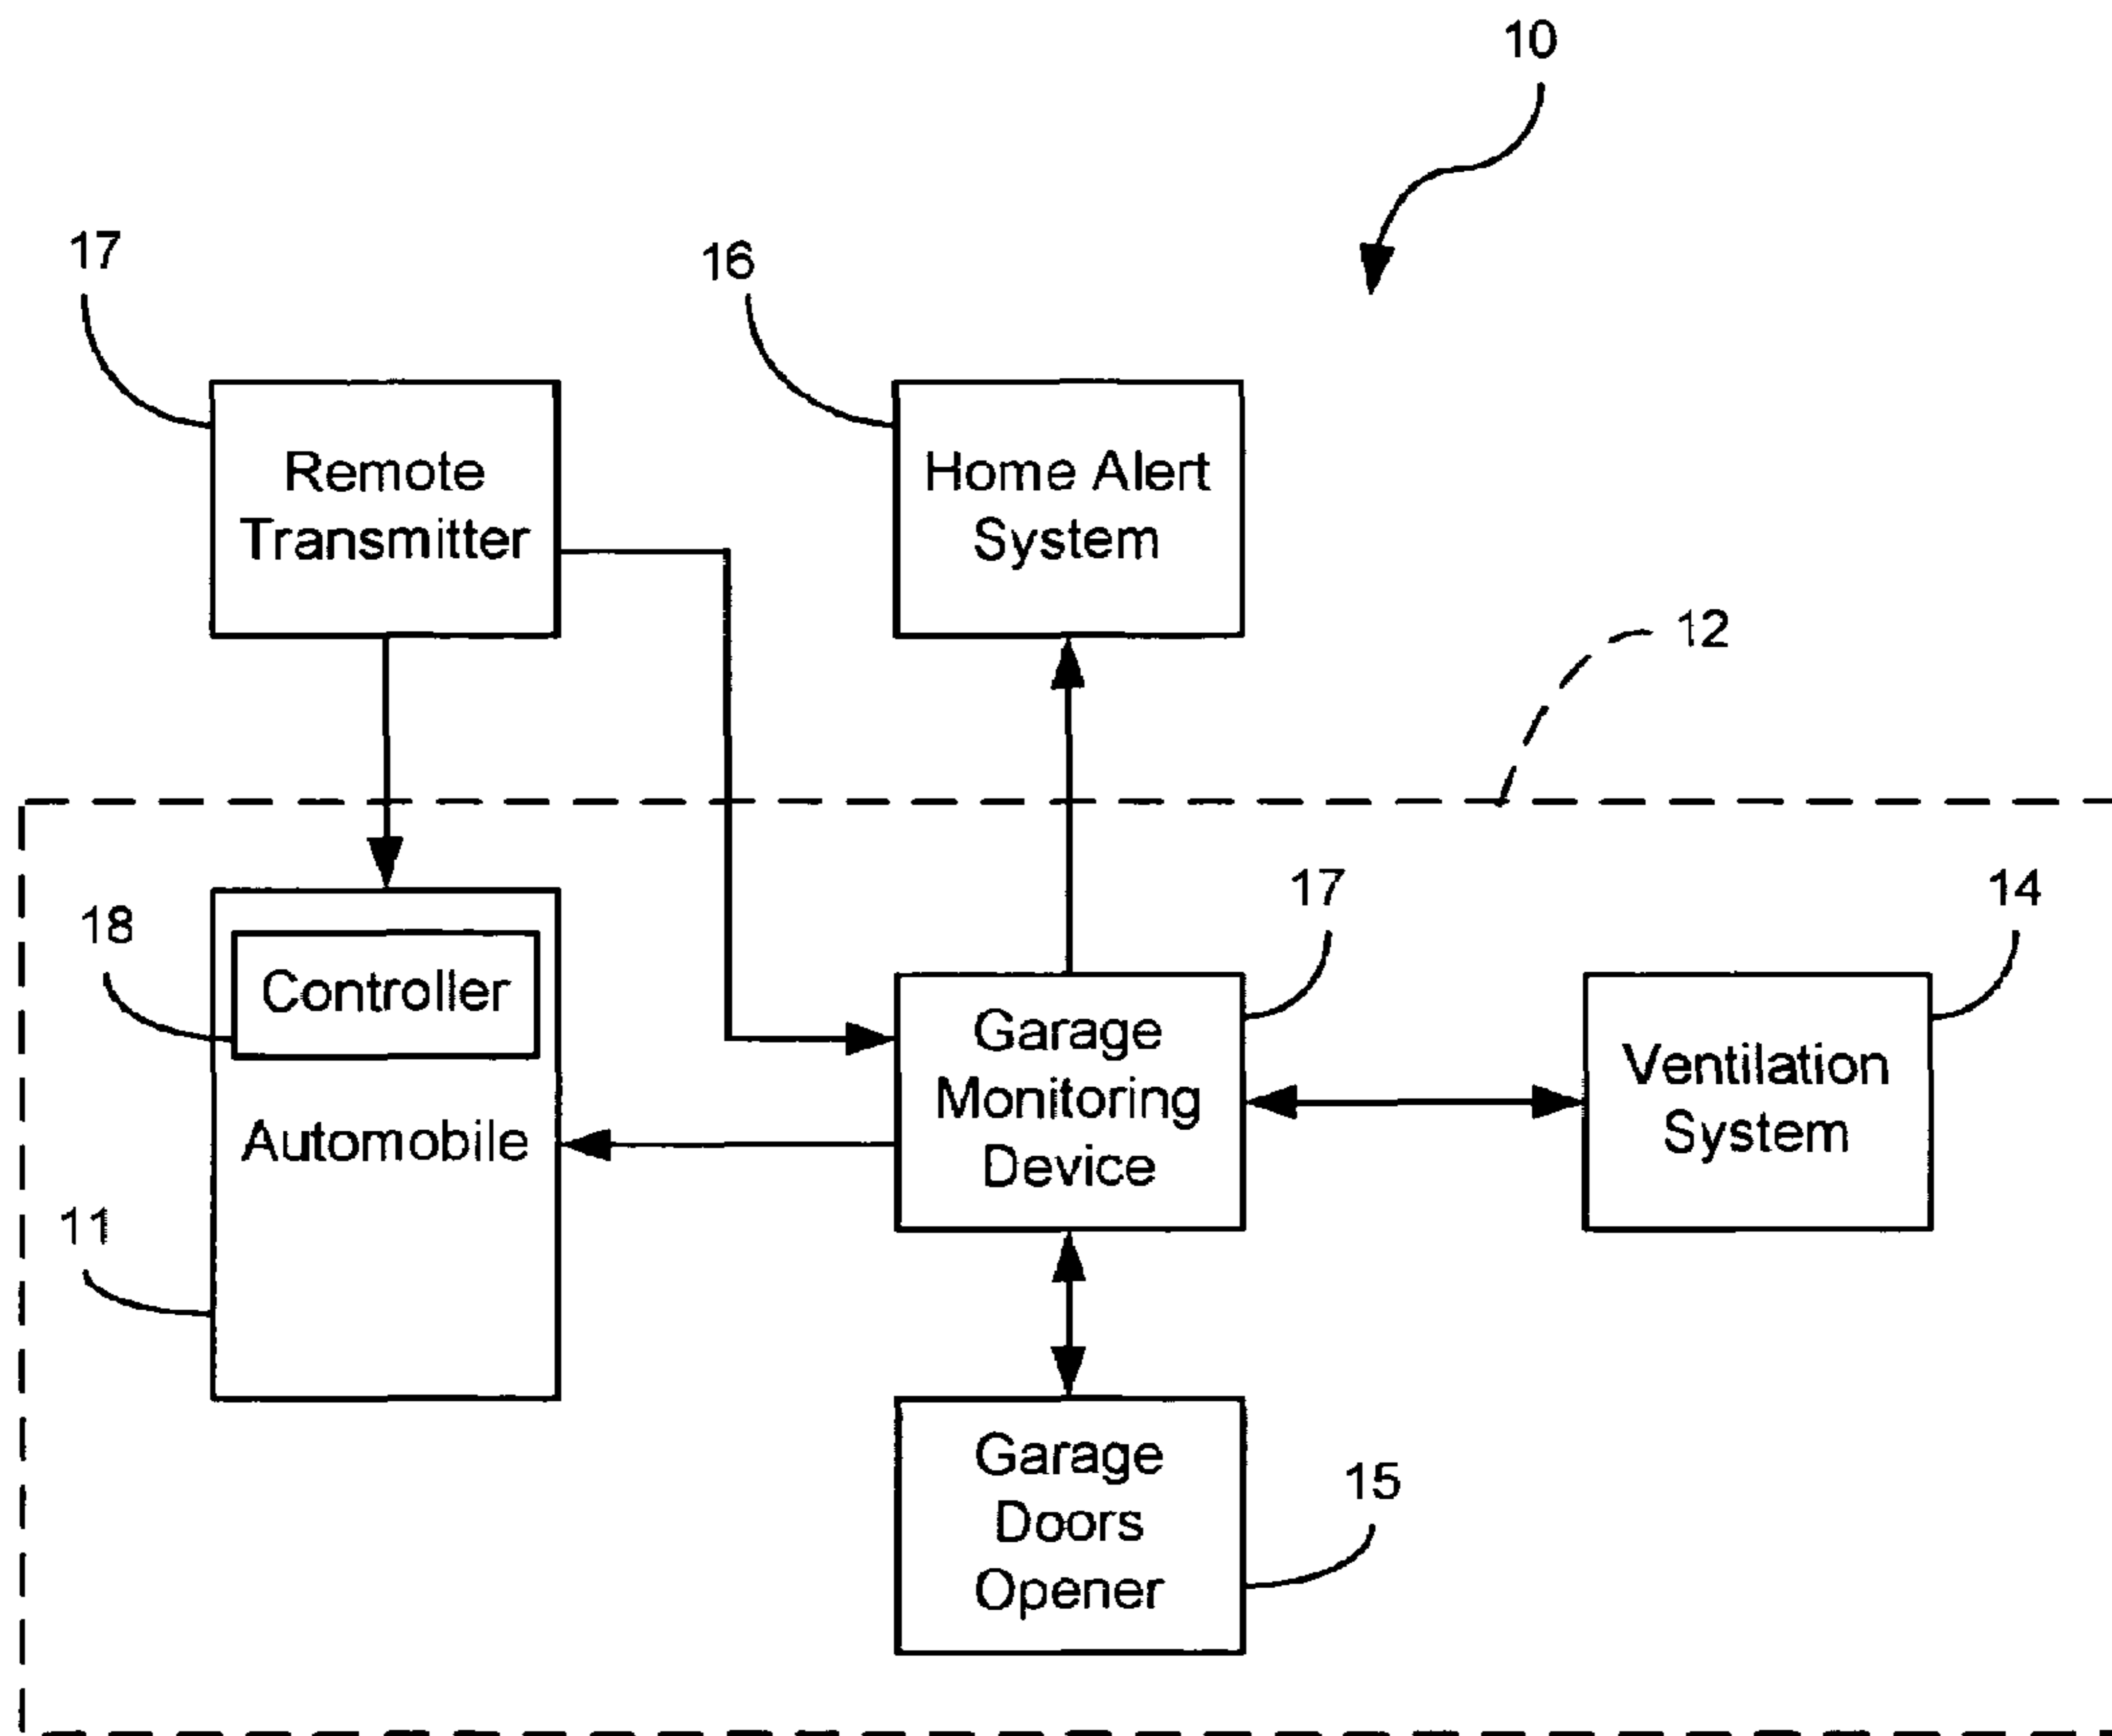 10
17
16
Remote
Transmitter
Home Alert
System
12
18
Controller
Automobile
11
17
Garage
Monitoring
Device
14
Ventilation
System
Garage
Doors
Opener
15